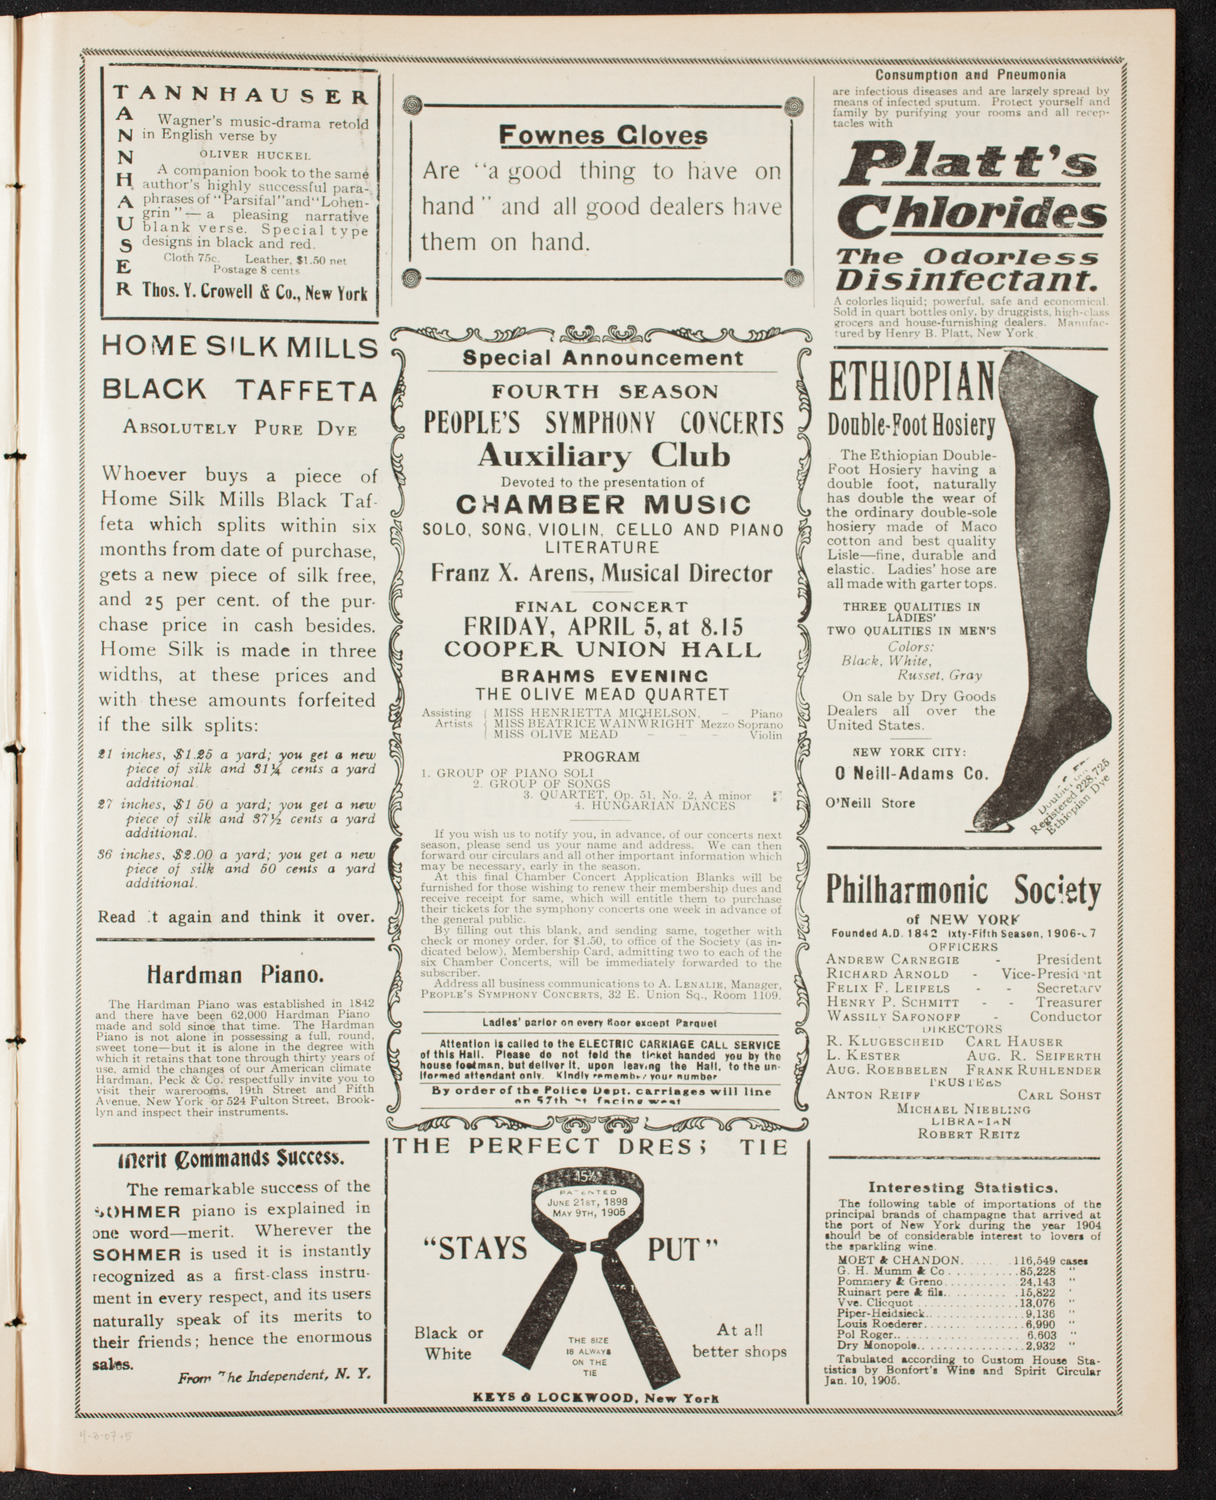 TANNHAUSER
TANNHAUSER
Wagner's music-drama retold
in English verse by
OLIVER HUCKEL
A companion book to the same
author's highly successful para-
phrases of "Parsifal" and "Lohen-
grin" — a pleasing narrative
blank verse. Special type
designs in black and red.
Cloth 75c. Leather, $1.50 net
Postage 8 cents
Thos. Y. Crowell & Co., New York
HOME SILK MILLS
BLACK TAFFETA
ABSOLUTELY PURE DYE
Whoever buys a piece of
Home Silk Mills Black Taf-
feta which splits within six
months from date of purchase,
gets a new piece of silk free,
and 25 per cent. of the pur-
chase price in cash besides.
Home Silk is made in three
widths, at these prices and
with these amounts forfeited
if the silk splits:
21 inches, $1.25 a yard; you get a new
piece of silk and 31¼ cents a yard
additional.
27 inches, $1 50 a yard; you get a new
piece of silk and 37½ cents a yard
additional.
36 inches, $2.00 a yard; you get a new
piece of silk and 50 cents a yard
additional.
Read it again and think it over.
Hardman Piano.
The Hardman Piano was established in 1842
and there have been 62,000 Hardman Piano
made and sold since that time. The Hardman
Piano is not alone in possessing a full, round,
sweet tone—but it is alone in the degree with
which it retains that tone through thirty years of
use, amid the changes of our American climate
Hardman, Peck & Co. respectfully invite you to
visit their warerooms, 19th Street and Fifth
Avenue, New York or 524 Fulton Street, Brook-
lyn and inspect their instruments.
Merit Commands Success.
The remarkable success of the
SOHMER piano is explained in
one word—merit. Wherever the
SOHMER is used it is instantly
recognized as a first-class instru-
ment in every respect, and its users
naturally speak of its merits to
their friends; hence the enormous
sales.
From The Independent, N. Y.
Fownes Gloves
Are "a good thing to have on
hand" and all good dealers have
them on hand.
Special Announcement
FOURTH SEASON
PEOPLE'S SYMPHONY CONCERTS
Auxiliary Club
Devoted to the presentation of
CHAMBER MUSIC
SOLO, SONG, VIOLIN, CELLO AND PIANO
LITERATURE
Franz X. Arens, Musical Director
FINAL CONCERT
FRIDAY, APRIL 5, at 8.15
COOPER UNION HALL
BRAHMS EVENING
THE OLIVE MEAD QUARTET
Assisting Artists
MISS HENRIETTA MICHELSON, – Piano
MISS BEATRICE WAINWRIGHT Mezzo Soprano
MISS OLIVE MEAD – – – Violin
PROGRAM
1. GROUP OF PIANO SOLI
2. GROUP OF SONGS
3. QUARTET, Op. 51, No. 2, A minor
4. HUNGARIAN DANCES
If you wish us to notify you, in advance, of our concerts next
season, please send us your name and address. We can then
forward our circulars and all other important information which
may be necessary, early in the season.
At this final Chamber Concert Application Blanks will be
furnished for those wishing to renew their membership dues and
receive receipt for same, which will entitle them to purchase
their tickets for the symphony concerts one week in advance of
the general public.
By filling out this blank, and sending same, together with
check or money order, for $1.50, to office of the Society (as in-
dicated below), Membership Card, admitting two to each of the
six Chamber Concerts, will be immediately forwarded to the
subscriber.
Address all business communications to A. LENALIE, Manager,
PEOPLE'S SYMPHONY CONCERTS, 32 E. Union Sq., Room 1109.
Ladies' parlor on every floor except Parquet
Attention is called to the ELECTRIC CARRIAGE CALL SERVICE
of this Hall. Please do not fold the ticket handed you by the
house footman, but deliver it, upon leaving the Hall, to the un-
iformed attendant only. Kindly remember your number
By order of the Police Dept. carriages will line
on 57th St facing west
THE PERFECT DRESS TIE
15½
PATENTED
JUNE 21ST, 1898
MAY 9TH, 1905
"STAYS PUT"
Black or
White
THE SIZE
IS ALWAYS
ON THE
TIE
At all
better shops
KEYS & LOCKWOOD, New York
Consumption and Pneumonia
are infectious diseases and are largely spread by
means of infected sputum. Protect yourself and
family by purifying your rooms and all recep-
tacles with
Platt's
Chlorides
The Odorless
Disinfectant.
A colorles liquid; powerful, safe and economical.
Sold in quart bottles only, by druggists, high-class
grocers and house-furnishing dealers. Manufac-
tured by Henry B. Platt, New York
ETHIOPIAN
Double-Foot Hosiery
The Ethiopian Double-
Foot Hosiery having a
double foot, naturally
has double the wear of
the ordinary double-sole
hosiery made of Maco
cotton and best quality
Lisle—fine, durable and
elastic. Ladies' hose are
all made with garter tops.
THREE QUALITIES IN
LADIES'
TWO QUALITIES IN MEN'S
Colors:
Black, White,
Russet, Gray
On sale by Dry Goods
Dealers all over the
United States.
NEW YORK CITY:
O Neill-Adams Co.
O'Neill Store
Registered 228,725
Ethiopian Dye
Philharmonic Society
of NEW YORK
Founded A.D. 1842 ixty-Fifth Season, 1906-07
OFFICERS
ANDREW CARNEGIE - President
RICHARD ARNOLD - Vice-President
FELIX F. LEIFELS - - Secretary
HENRY P. SCHMITT - - Treasurer
WASSILY SAFONOFF - Conductor
DIRECTORS
R. KLUGESCHEID CARL HAUSER
L. KESTER AUG. R. SEIFERTH
AUG. ROEBBELEN FRANK RUHLENDER
TRUSTEES
ANTON REIFF CARL SOHST
MICHAEL NIEBLING
LIBRARIAN
ROBERT REITZ
Interesting Statistics.
The following table of importations of the
principal brands of champagne that arrived at
the port of New York during the year 1904
should be of considerable interest to lovers of
the sparkling wine.
MOET & CHANDON.......116,549 cases
G. H. Mumm & Co..........85,228 "
Pommery & Greno..........24,143 "
Ruinart pere & fils..........15,822 "
Vve. Clicquot..........13,076 "
Piper-Heidsieck..........9,136 "
Louis Roederer..........6,990 "
Pol Roger..........6,603 "
Dry Monopole..........2,932 "
Tabulated according to Custom House Sta-
tistics by Bonfort's Wine and Spirit Circular
Jan. 10, 1905.
4-3-07.5